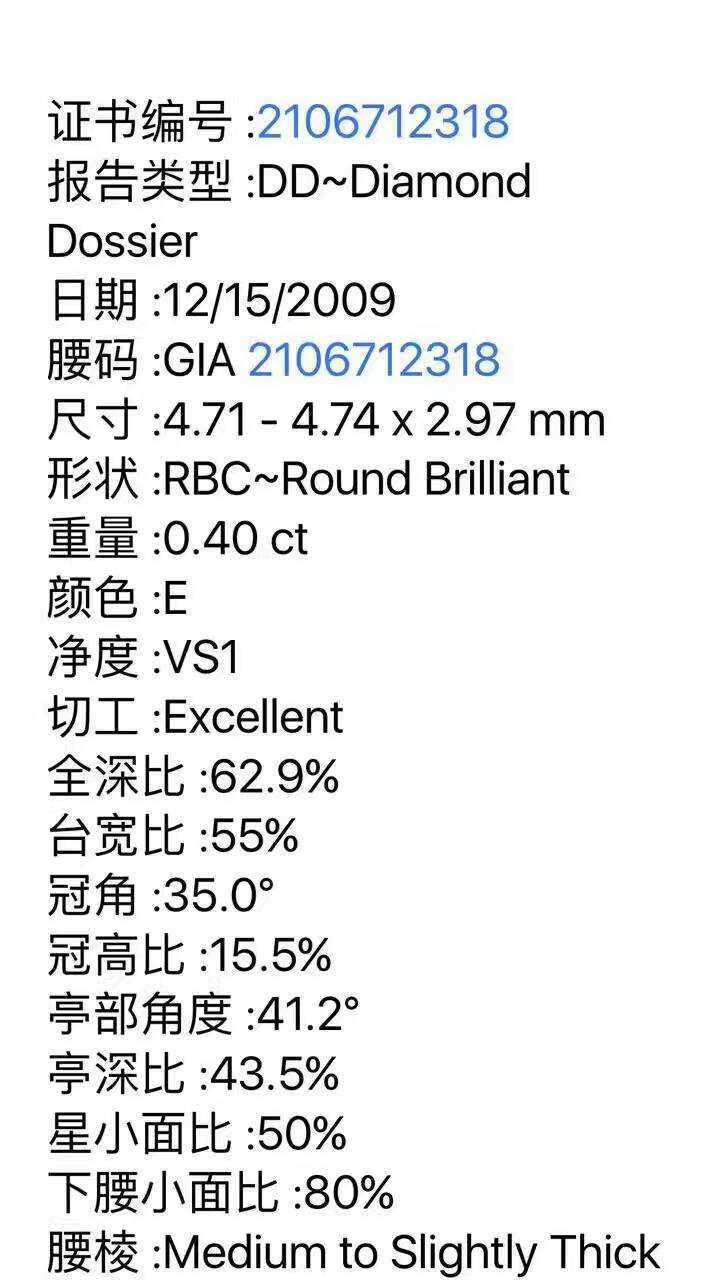 证书编号 :2106712318
报告类型 :DD~Diamond
Dossier
日期 :12/15/2009
腰码 :GIA 2106712318
尺寸 :4.71 - 4.74 x 2.97 mm
形状 :RBC~Round Brilliant
重量 :0.40 ct
颜色 :E
净度 :VS1
切工 :Excellent
全深比 :62.9%
台宽比 :55%
冠角 :35.0°
冠高比 :15.5%
亭部角度 :41.2°
亭深比 :43.5%
星小面比 :50%
下腰小面比 :80%
腰棱 :Medium to Slightly Thick